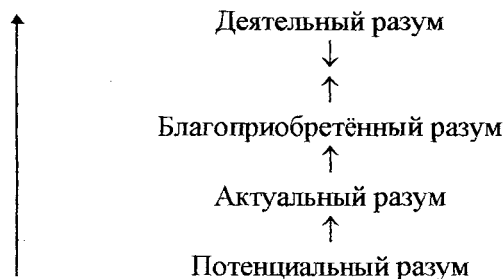 Деятельный разум
Благоприобретённый разум
Актуальный разум
Потенциальный разум